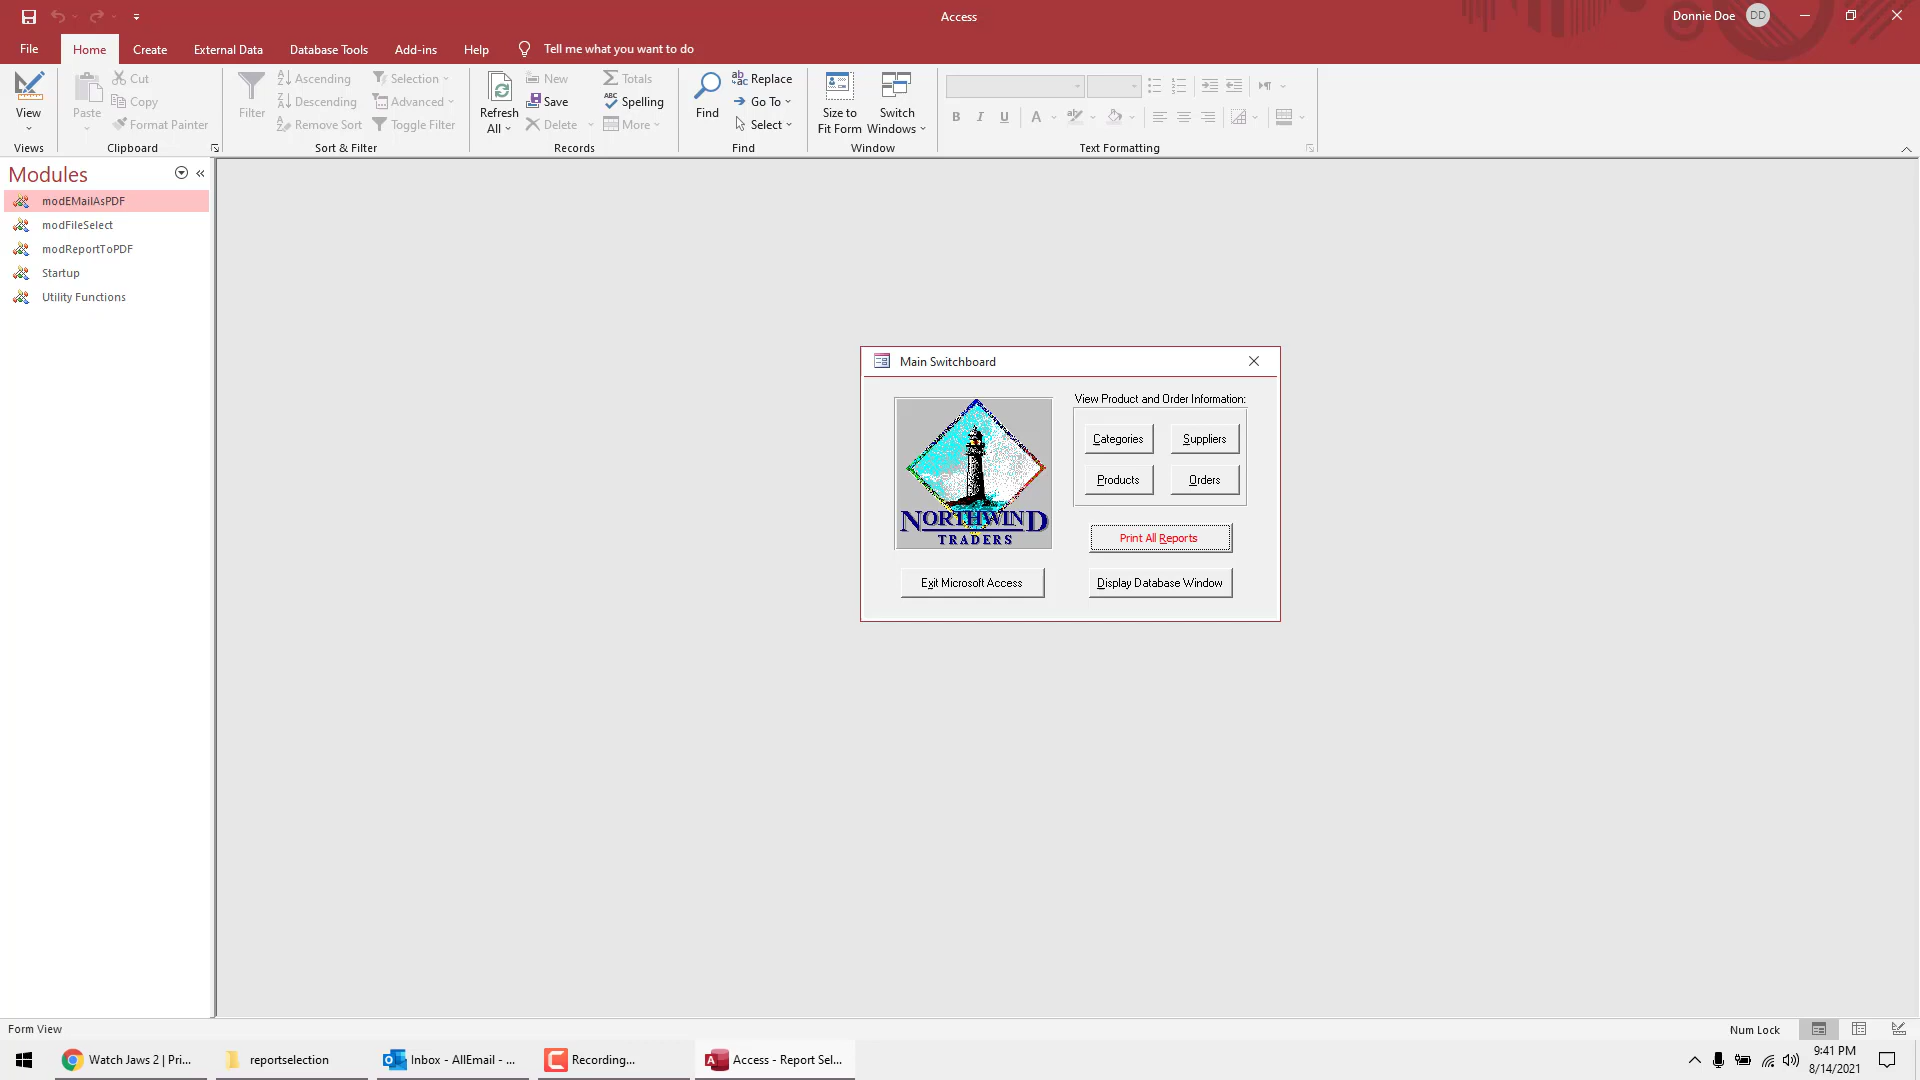 Access
Donnie Doe
DD
File
Home
Create
External Data
Database Tools
Add-ins
Help
Tell me what you want to do
View
Views
Paste
Cut
Copy
Format Painter
Clipboard
Filter
Ascending
Descending
Remove Sort
Selection
Advanced
Toggle Filter
Sort & Filter
Refresh
All
New
Save
Delete
Totals
Spelling
More
Records
Find
Replace
Go To
Select
Find
Size to
Fit Form
Switch
Windows
Window
B I U A
Text Formatting
Modules
modEMailAsPDF
modFileSelect
modReportToPDF
Startup
Utility Functions
Main Switchboard
NORTHWIND
TRADERS
View Product and Order Information:
Categories
Suppliers
Products
Orders
Print All Reports
Exit Microsoft Access
Display Database Window
Form View
Num Lock
Watch Jaws 2 | Pri...
reportselection
Inbox - AllEmail - ...
Recording...
Access - Report Sel...
9:41 PM
8/14/2021